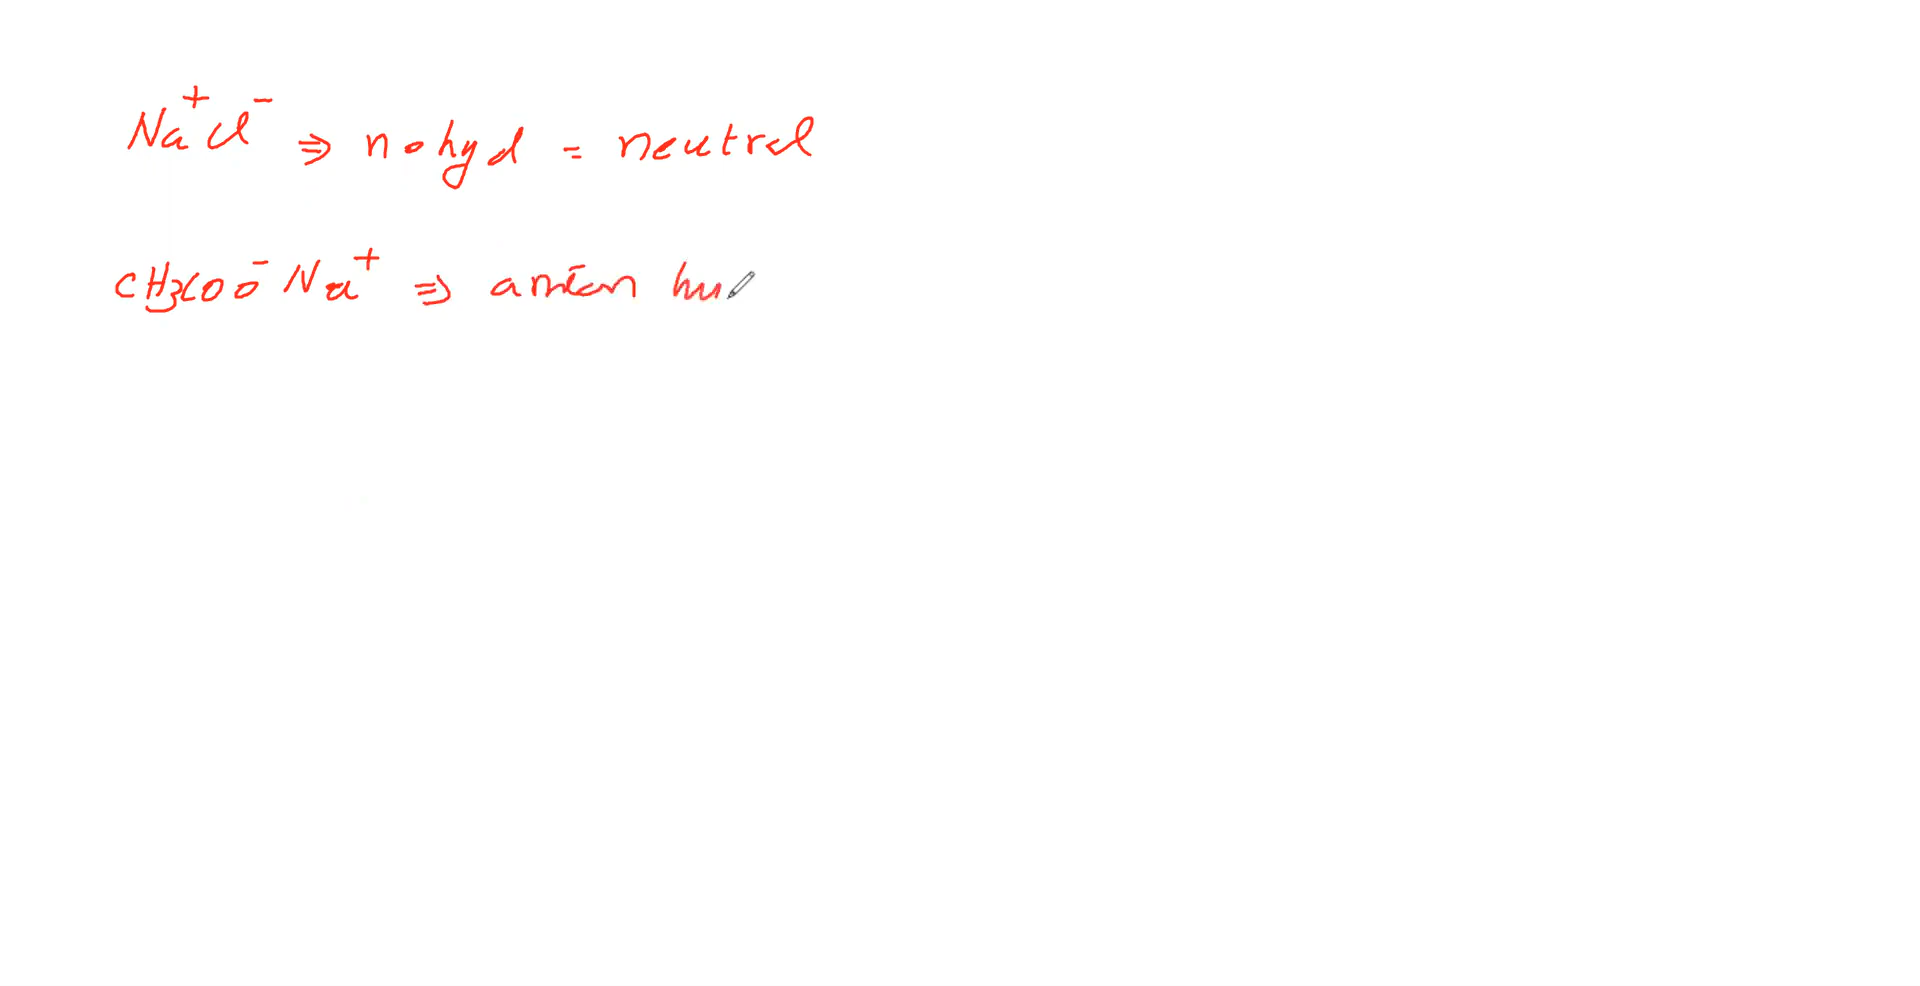 Na⁺Cl⁻ ⇒ no hyd = neutral
CH₃COO⁻ Na⁺ ⇒ anion